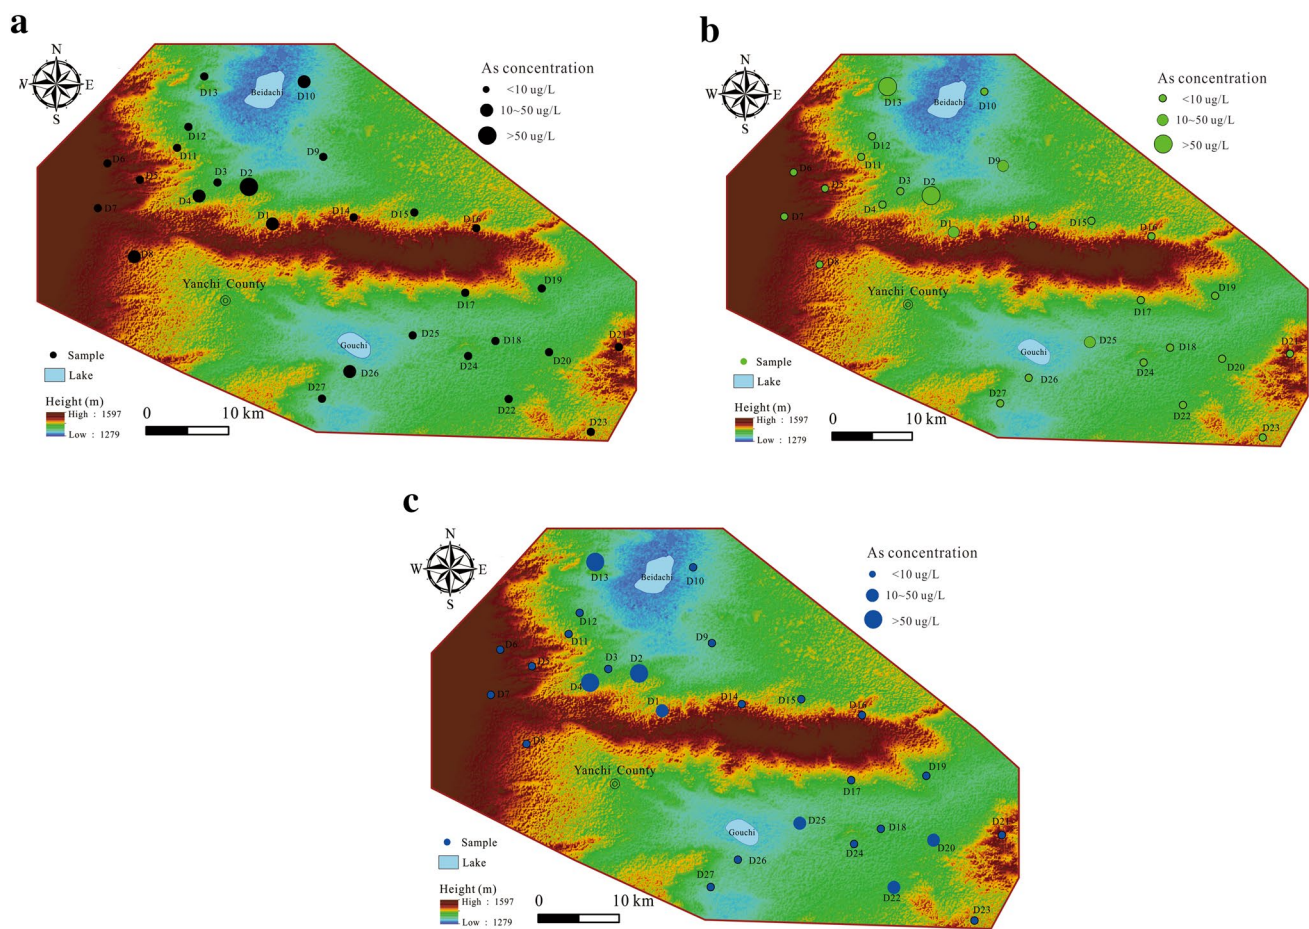 a
N
W E
S
As concentration
<10 ug/L
10~50 ug/L
>50 ug/L
Beidachi
D13
D10
D12
D11
D9
D6
D5
D3
D2
D4
D7
D1
D14
D15
D16
D8
Yanchi County
D19
D17
D25
D18
D21
Gouchi
D24
D20
D26
D27
D22
D23
Sample
Lake
Height (m)
High : 1597
Low : 1279
0 10 km
b
N
W E
S
As concentration
<10 ug/L
10~50 ug/L
>50 ug/L
Beidachi
D13
D10
D12
D11
D9
D6
D5
D3
D2
D4
D7
D1
D14
D15
D16
D8
Yanchi County
D19
D17
D25
D18
D21
Gouchi
D24
D20
D26
D27
D22
D23
Sample
Lake
Height (m)
High : 1597
Low : 1279
0 10 km
c
N
W E
S
As concentration
<10 ug/L
10~50 ug/L
>50 ug/L
Beidachi
D13
D10
D12
D11
D9
D6
D5
D3
D2
D4
D7
D1
D14
D15
D16
D8
Yanchi County
D19
D17
D25
D18
D21
Gouchi
D24
D20
D26
D27
D22
D23
Sample
Lake
Height (m)
High : 1597
Low : 1279
0 10 km